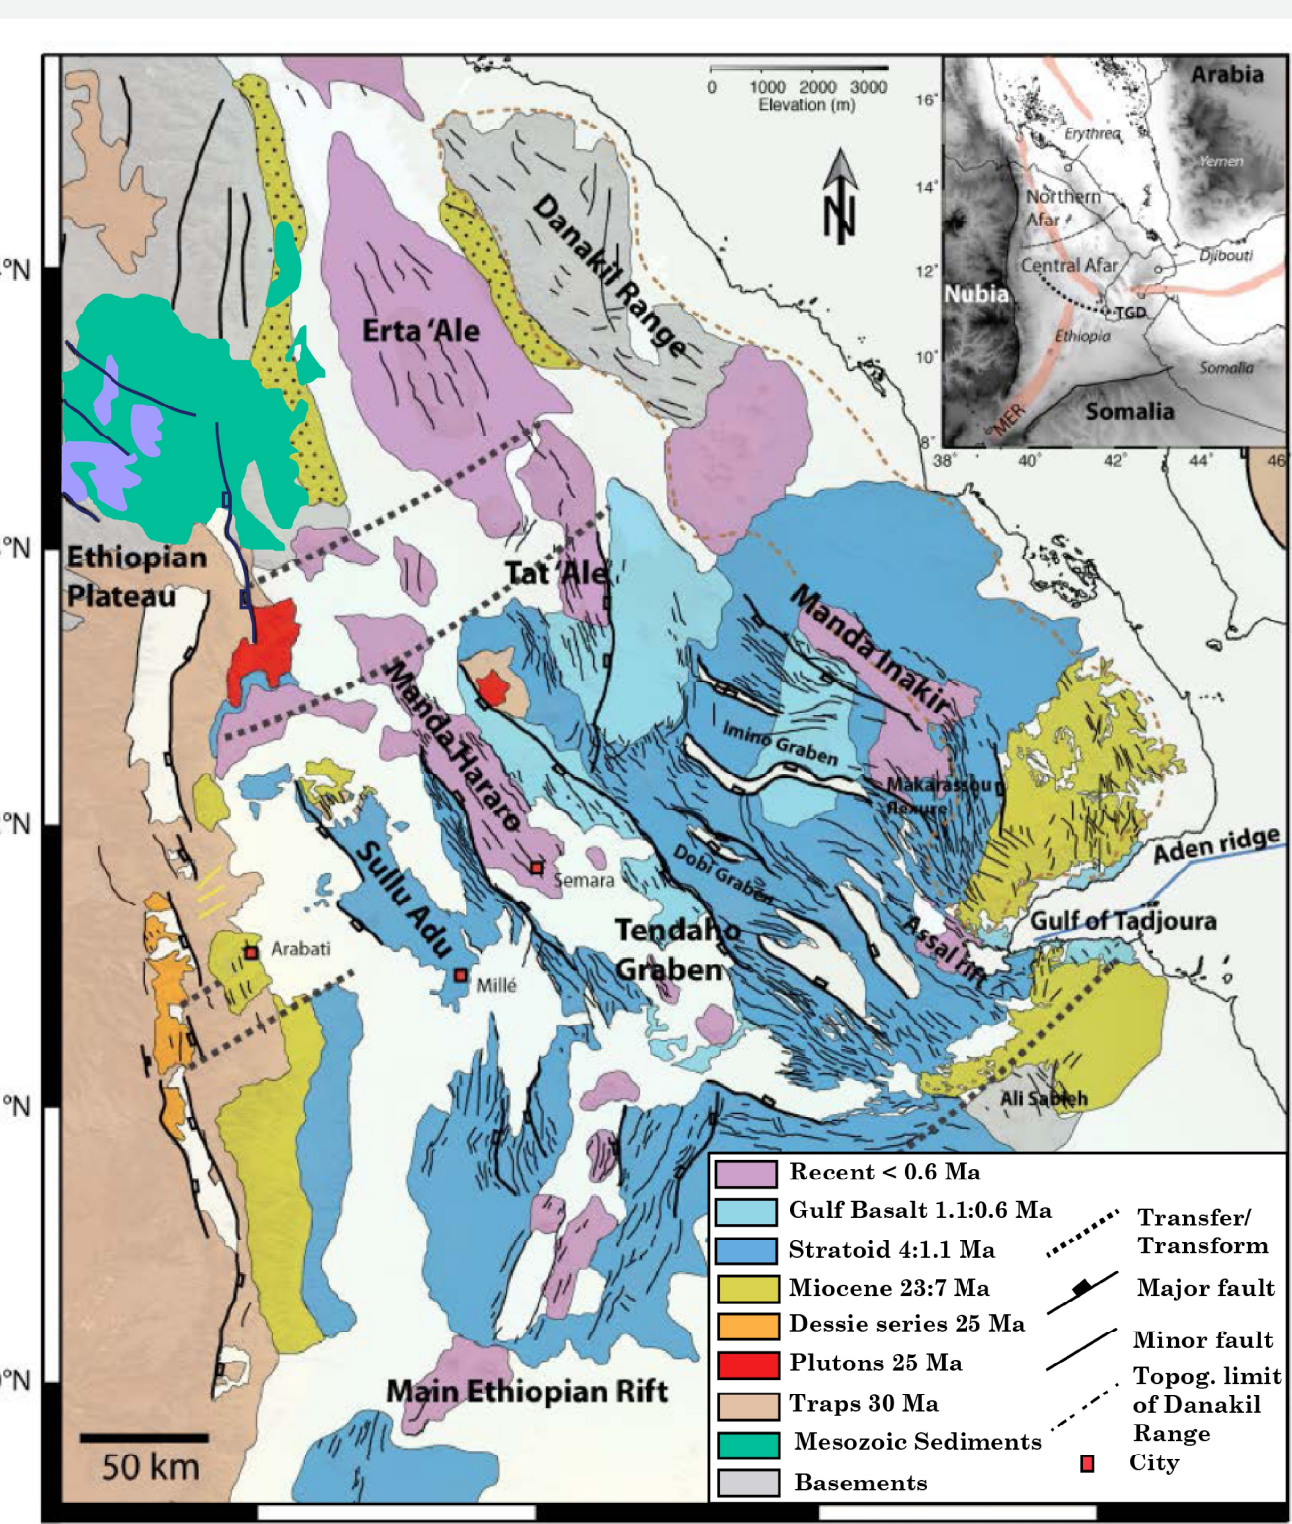 0 1000 2000 3000
Elevation (m)
N
Arabia
16°
Erythrea
Yemen
14°
Northern
Afar
Djibouti
12°
Central Afar
Nubia
TGD
Ethiopia
10°
Somalia
MER
Somalia
8°
38° 40° 42° 44° 46
°N
Danakil Range
Erta 'Ale
°N
Ethiopian
Plateau
Tat 'Ale
Manda Inakir
Manda Hararo
Imino Graben
Makarassou
flexure
°N
Sullu Adu
Semara
Dobi Graben
Aden ridge
Arabati
Millé
Tendaho
Graben
Assal rift
Gulf of Tadjoura
°N
Ali Sabieh
°N
Main Ethiopian Rift
50 km
Recent < 0.6 Ma
Gulf Basalt 1.1:0.6 Ma
Stratoid 4:1.1 Ma
Miocene 23:7 Ma
Dessie series 25 Ma
Plutons 25 Ma
Traps 30 Ma
Mesozoic Sediments
Basements
Transfer/
Transform
Major fault
Minor fault
Topog. limit
of Danakil
Range
City